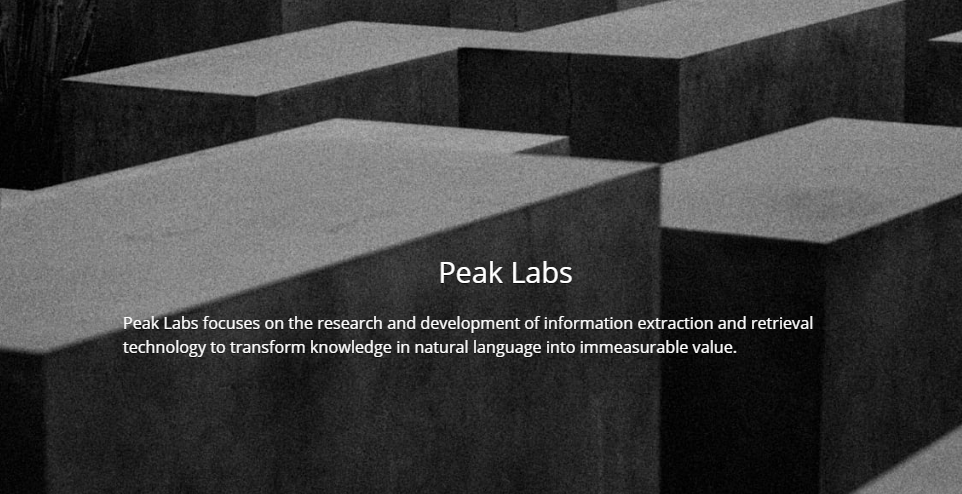 Peak Labs
Peak Labs focuses on the research and development of information extraction and retrieval
technology to transform knowledge in natural language into immeasurable value.